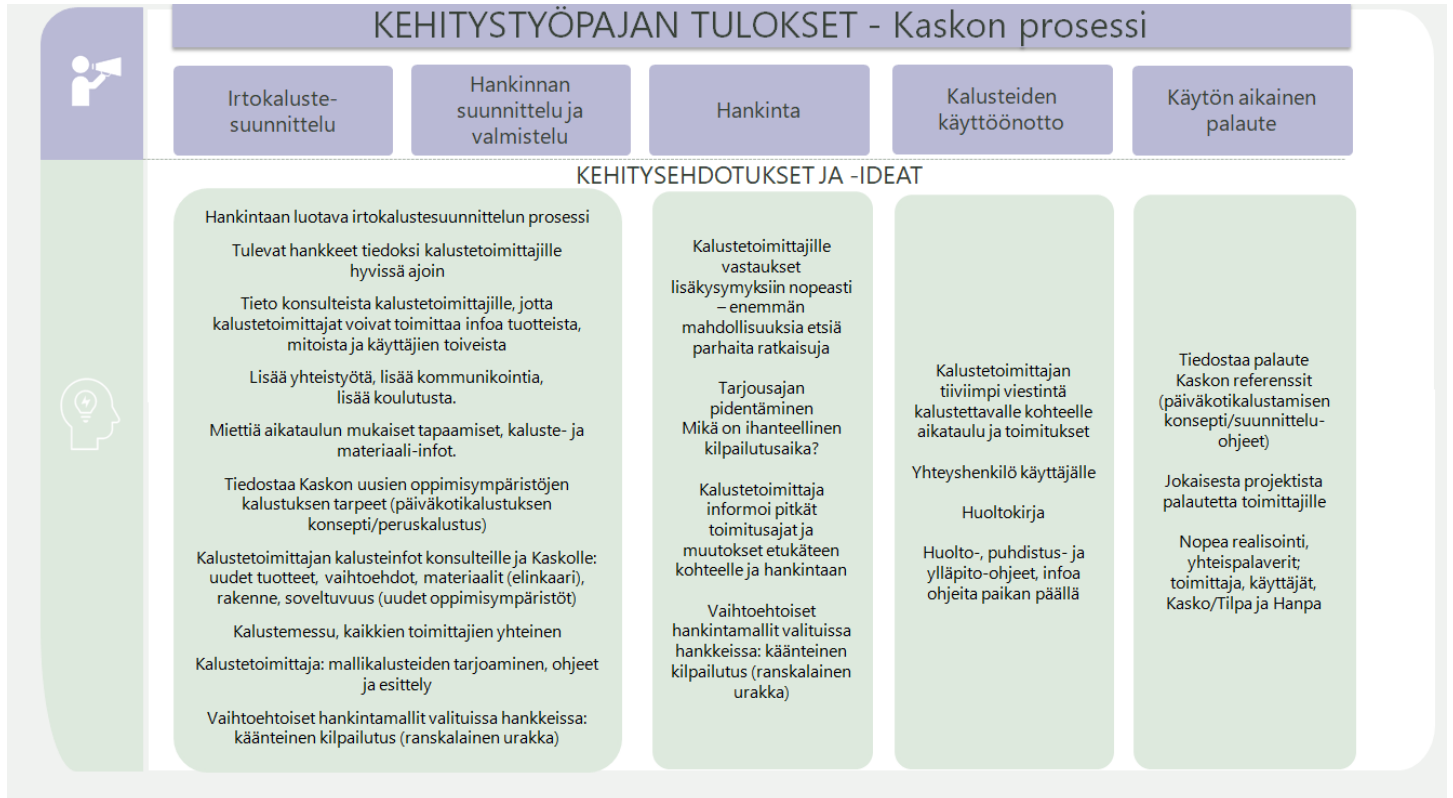 KEHITYSTYÖPAJAN TULOKSET - Kaskon prosessi
Irtokaluste-
suunnittelu
Hankinnan
suunnittelu ja
valmistelu
Hankinta
Kalusteiden
käyttöönotto
Käytön aikainen
palaute
KEHITYSEHDOTUKSET JA -IDEAT
Hankintaan luotava irtokalustesuunnittelun prosessi
Tulevat hankkeet tiedoksi kalustetoimittajille
hyvissä ajoin
Tieto konsulteista kalustetoimittajille, jotta
kalustetoimittajat voivat toimittaa infoa tuotteista,
mitoista ja käyttäjien toiveista
Lisää yhteistyötä, lisää kommunikointia,
lisää koulutusta.
Miettiä aikataulun mukaiset tapaamiset, kaluste- ja
materiaali-infot.
Tiedostaa Kaskon uusien oppimisympäristöjen
kalustuksen tarpeet (päiväkotikalustuksen
konsepti/peruskalustus)
Kalustetoimittajan kalusteinfot konsulteille ja Kaskolle:
uudet tuotteet, vaihtoehdot, materiaalit (elinkaari),
rakenne, soveltuvuus (uudet oppimisympäristöt)
Kalustemessu, kaikkien toimittajien yhteinen
Kalustetoimittaja: mallikalusteiden tarjoaminen, ohjeet
ja esittely
Vaihtoehtoiset hankintamallit valituissa hankkeissa:
käänteinen kilpailutus (ranskalainen urakka)
Kalustetoimittajille
vastaukset
lisäkysymyksiin nopeasti
– enemmän
mahdollisuuksia etsiä
parhaita ratkaisuja
Tarjousajan
pidentäminen
Mikä on ihanteellinen
kilpailutusaika?
Kalustetoimittaja
informoi pitkät
toimitusajat ja
muutokset etukäteen
kohteelle ja hankintaan
Vaihtoehtoiset
hankintamallit valituissa
hankkeissa: käänteinen
kilpailutus (ranskalainen
urakka)
Kalustetoimittajan
tiiviimpi viestintä
kalustettavalle kohteelle
aikataulu ja toimitukset
Yhteyshenkilö käyttäjälle
Huoltokirja
Huolto-, puhdistus- ja
ylläpito-ohjeet, infoa
ohjeita paikan päällä
Tiedostaa palaute
Kaskon referenssit
(päiväkotikalustamisen
konsepti/suunnittelu-
ohjeet)
Jokaisesta projektista
palautetta toimittajille
Nopea realisointi,
yhteispalaverit;
toimittaja, käyttäjät,
Kasko/Tilpa ja Hanpa